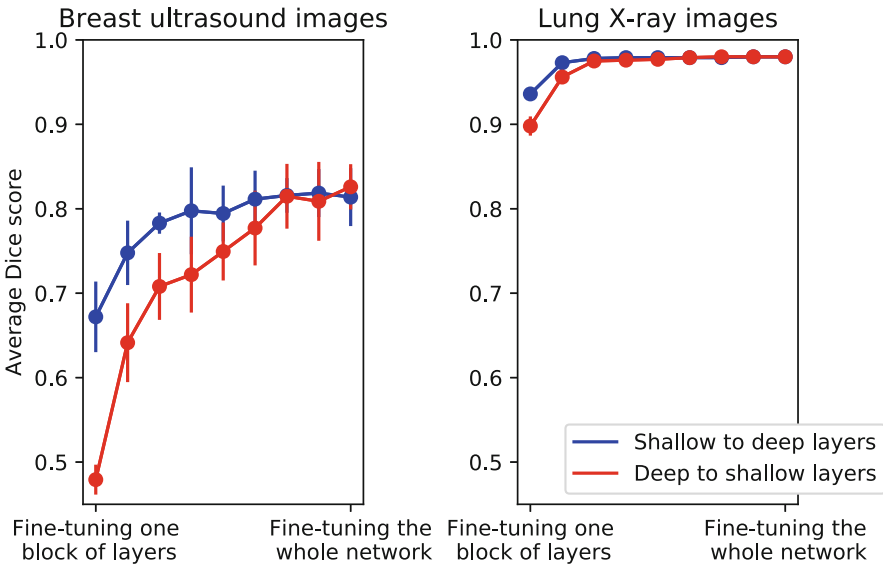 Breast ultrasound images
Lung X-ray images
Average Dice score
1.0
0.9
0.8
0.7
0.6
0.5
1.0
0.9
0.8
0.7
0.6
0.5
Shallow to deep layers
Deep to shallow layers
Fine-tuning one
block of layers
Fine-tuning the
whole network
Fine-tuning one
block of layers
Fine-tuning the
whole network